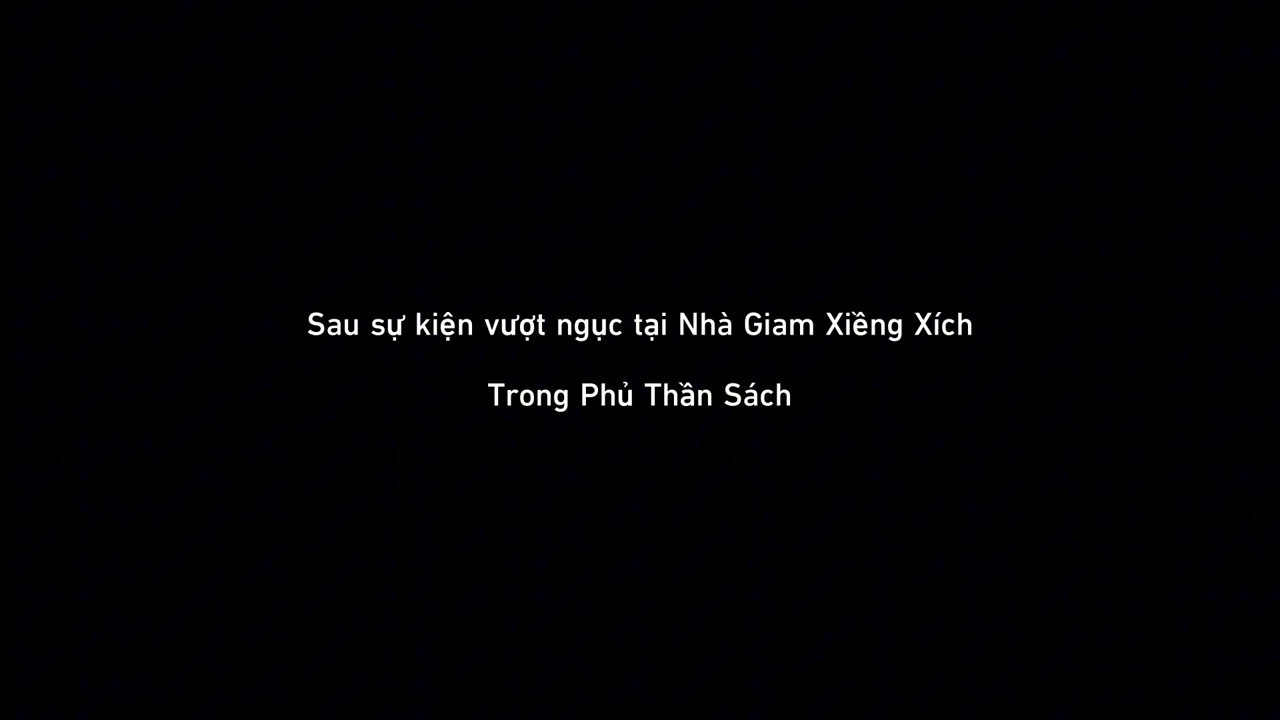 Sau sự kiện vượt ngục tại Nhà Giam Xiềng Xích
Trong Phủ Thần Sách